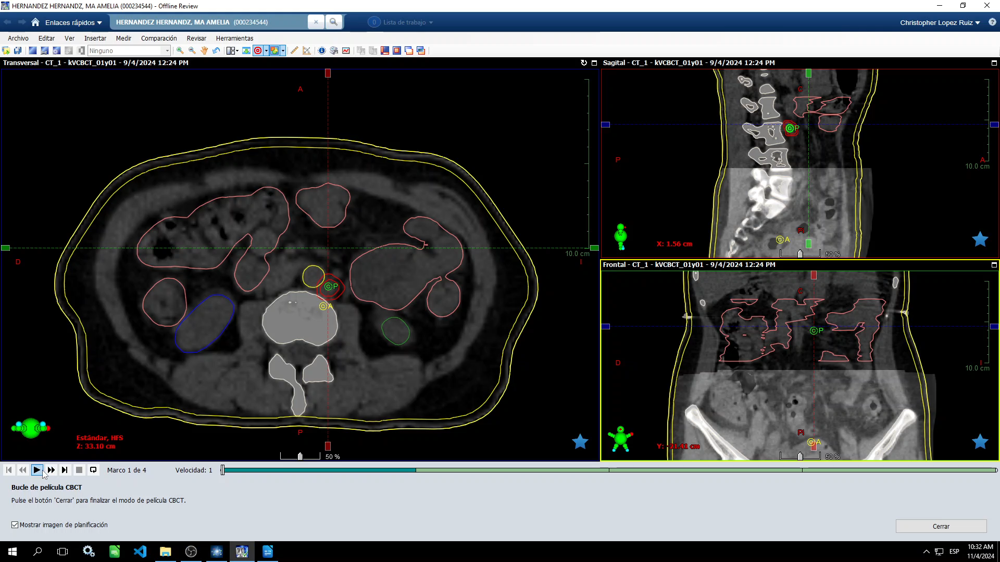 HERNANDEZ HERNANDZ, MA AMELIA (000234544) - Offline Review
Enlaces rápidos
HERNANDEZ HERNANDZ, MA AMELIA (000234544)
0 Lista de trabajo
Christopher Lopez Ruiz
Archivo Editar Ver Insertar Medir Comparación Revisar Herramientas
Ninguno
Transversal - CT_1 - kVCBCT_01y01 - 9/4/2024 12:24 PM
A
10.0 cm
D
I
P
A
Estándar, HFS
Z: 33.10 cm
P
50 %
Sagital - CT_1 - kVCBCT_01y01 - 9/4/2024 12:24 PM
C
P
P
A
10.0 cm
Pi
A
X: 1.56 cm
50 %
Frontal - CT_1 - kVCBCT_01y01 - 9/4/2024 12:24 PM
C
P
D
I
10.0 cm
Pi
A
Y: -21.41 cm
50 %
Marco 1 de 4
Velocidad: 1
Bucle de película CBCT
Pulse el botón 'Cerrar' para finalizar el modo de película CBCT.
Mostrar imagen de planificación
Cerrar
ESP
10:32 AM
11/4/2024